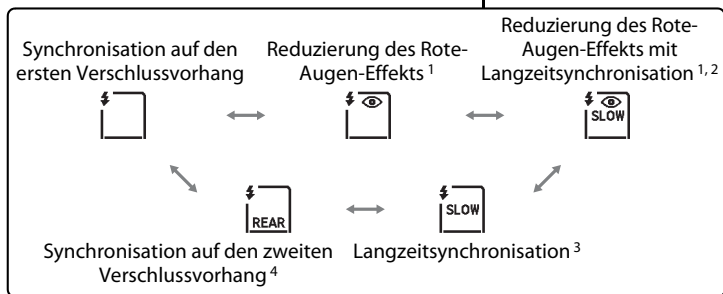 Synchronisation auf den
ersten Verschlussvorhang
Reduzierung des Rote-
Augen-Effekts 1
Reduzierung des Rote-
Augen-Effekts mit
Langzeitsynchronisation 1, 2
SLOW
REAR
SLOW
Synchronisation auf den zweiten
Verschlussvorhang 4
Langzeitsynchronisation 3